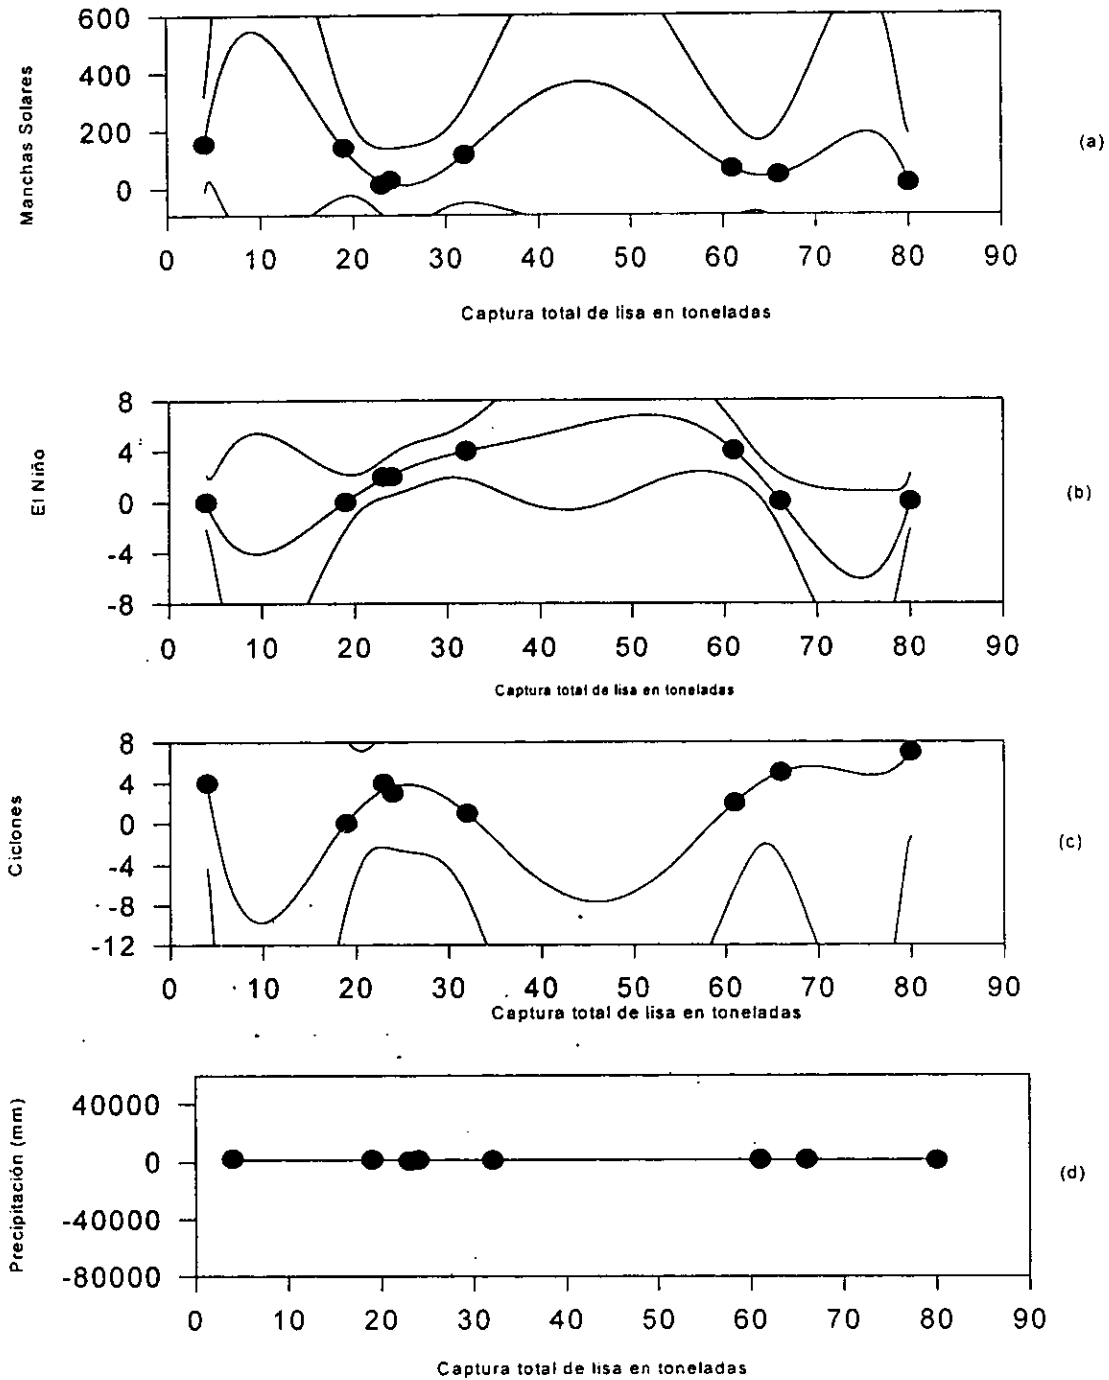 600
400
200
0
Manchas Solares
(a)
0 10 20 30 40 50 60 70 80 90
Captura total de lisa en toneladas
8
4
0
-4
-8
El Niño
(b)
0 10 20 30 40 50 60 70 80 90
Captura total de lisa en toneladas
8
4
0
-4
-8
-12
Ciclones
(c)
0 10 20 30 40 50 60 70 80 90
Captura total de lisa en toneladas
40000
0
-40000
-80000
Precipitación (mm)
(d)
0 10 20 30 40 50 60 70 80 90
Captura total de lisa en toneladas